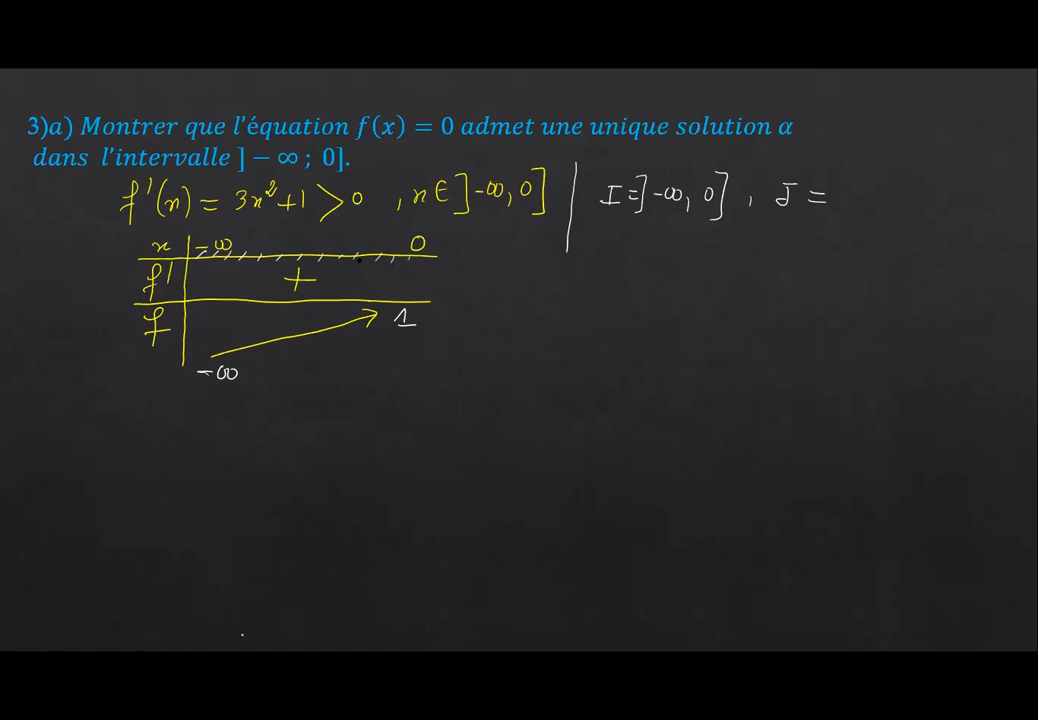 3)a) Montrer que l'équation f(x) = 0 admet une unique solution α
dans l'intervalle ] − ∞ ; 0].
f'(x) = 3x²+1 > 0 , x ∈ ]-∞, 0] | I = ]-∞, 0] , J =
x | -∞ 0
f' | +
f | 1
-∞